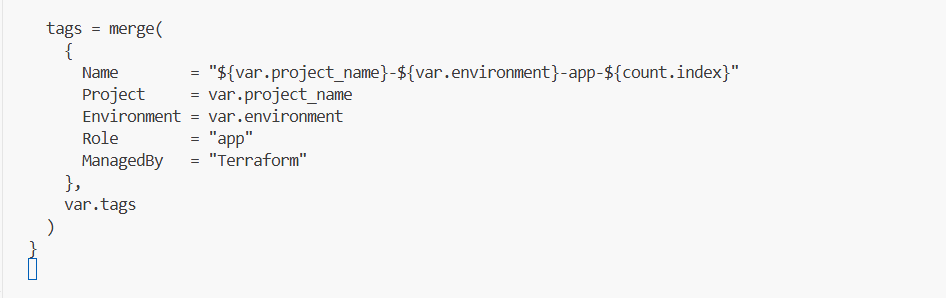 tags = merge(
{
Name        = "${var.project_name}-${var.environment}-app-${count.index}"
Project     = var.project_name
Environment = var.environment
Role        = "app"
ManagedBy   = "Terraform"
},
var.tags
)
}